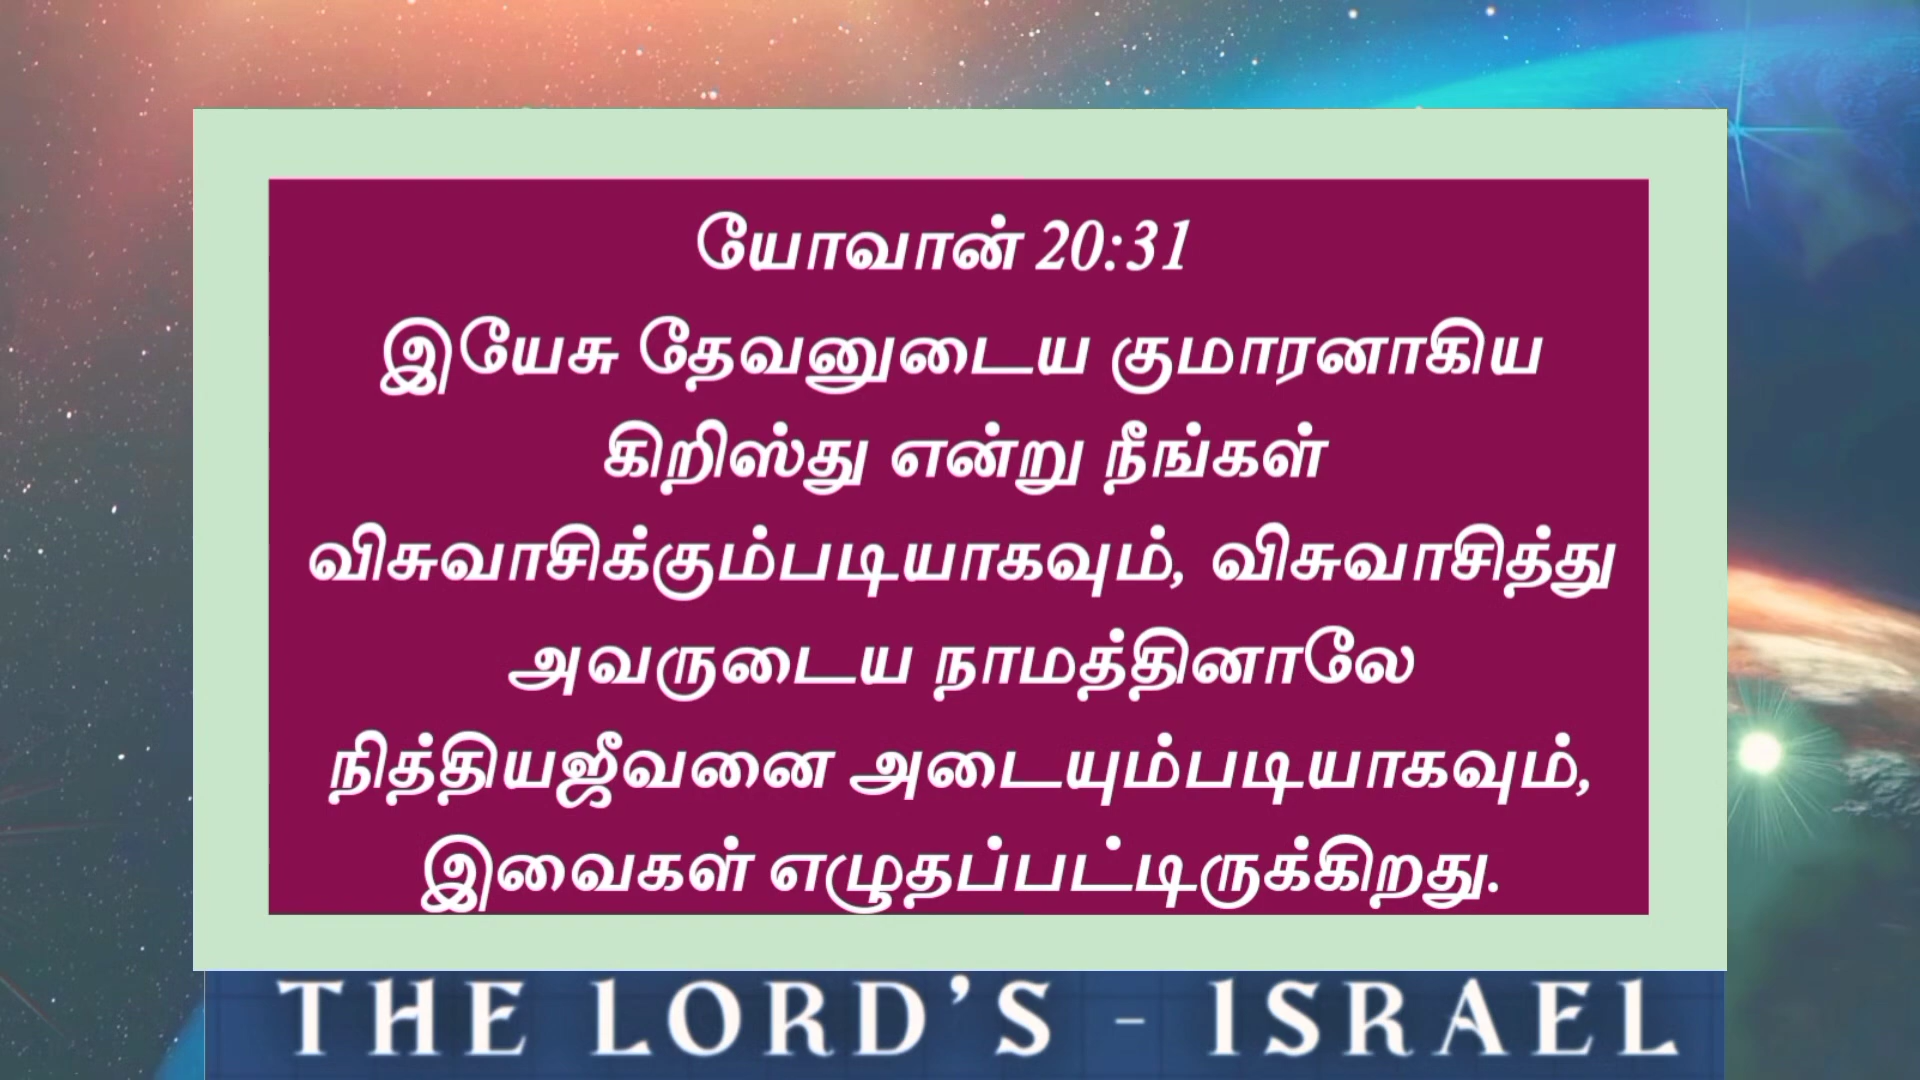 யோவான் 20:31
இயேசு தேவனுடைய குமாரனாகிய
கிறிஸ்து என்று நீங்கள்
விசுவாசிக்கும்படியாகவும், விசுவாசித்து
அவருடைய நாமத்தினாலே
நித்தியஜீவனை அடையும்படியாகவும்,
இவைகள் எழுதப்பட்டிருக்கிறது.
THE LORD'S - ISRAEL